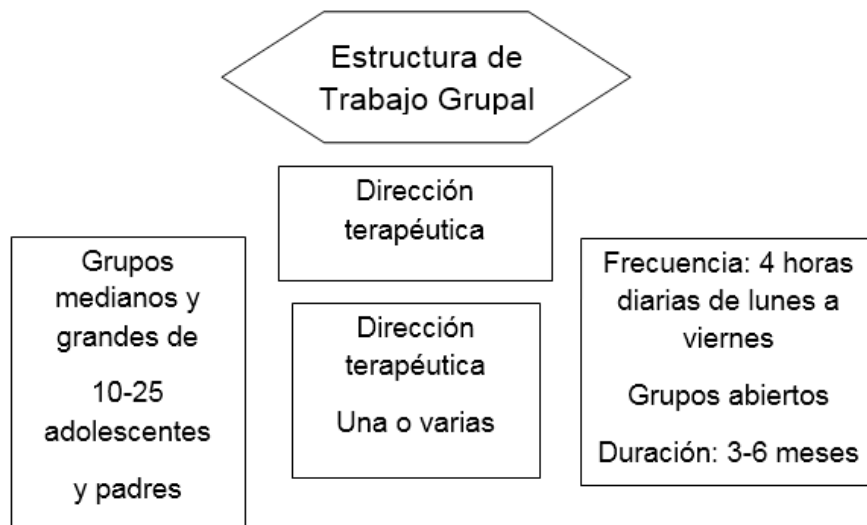 Estructura de
Trabajo Grupal
Dirección
terapéutica
Grupos
medianos y
grandes de
10-25
adolescentes
y padres
Dirección
terapéutica
Una o varias
Frecuencia: 4 horas
diarias de lunes a
viernes
Grupos abiertos
Duración: 3-6 meses